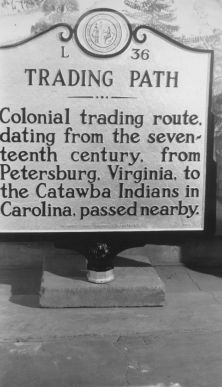 L 36
TRADING PATH
Colonial trading route,
dating from the seven-
teenth century, from
Petersburg, Virginia, to
the Catawba Indians in
Carolina, passed nearby.